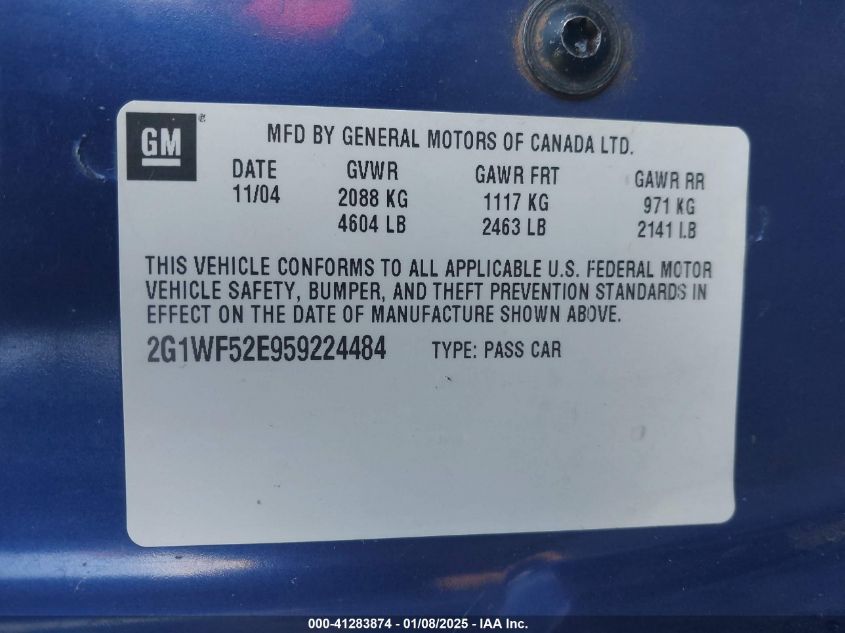 GM®
MFD BY GENERAL MOTORS OF CANADA LTD.
DATE GVWR GAWR FRT GAWR RR
11/04 2088 KG 1117 KG 971 KG
4604 LB 2463 LB 2141 LB
THIS VEHICLE CONFORMS TO ALL APPLICABLE U.S. FEDERAL MOTOR
VEHICLE SAFETY, BUMPER, AND THEFT PREVENTION STANDARDS IN
EFFECT ON THE DATE OF MANUFACTURE SHOWN ABOVE.
2G1WF52E959224484 TYPE: PASS CAR
000-41283874 - 01/08/2025 - IAA Inc.